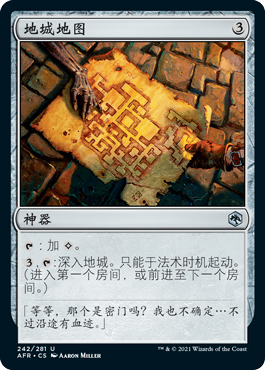 地城地图 3
神器
：加。
3，：深入地城。只能于法术时机起动。
（进入第一个房间，或前进至下一个房
间。）
「等等，那个是密门吗？我也不确定…不
过沿途有血迹。」
242/281 U
AFR • CS AARON MILLER
™ & © 2021 Wizards of the Coast